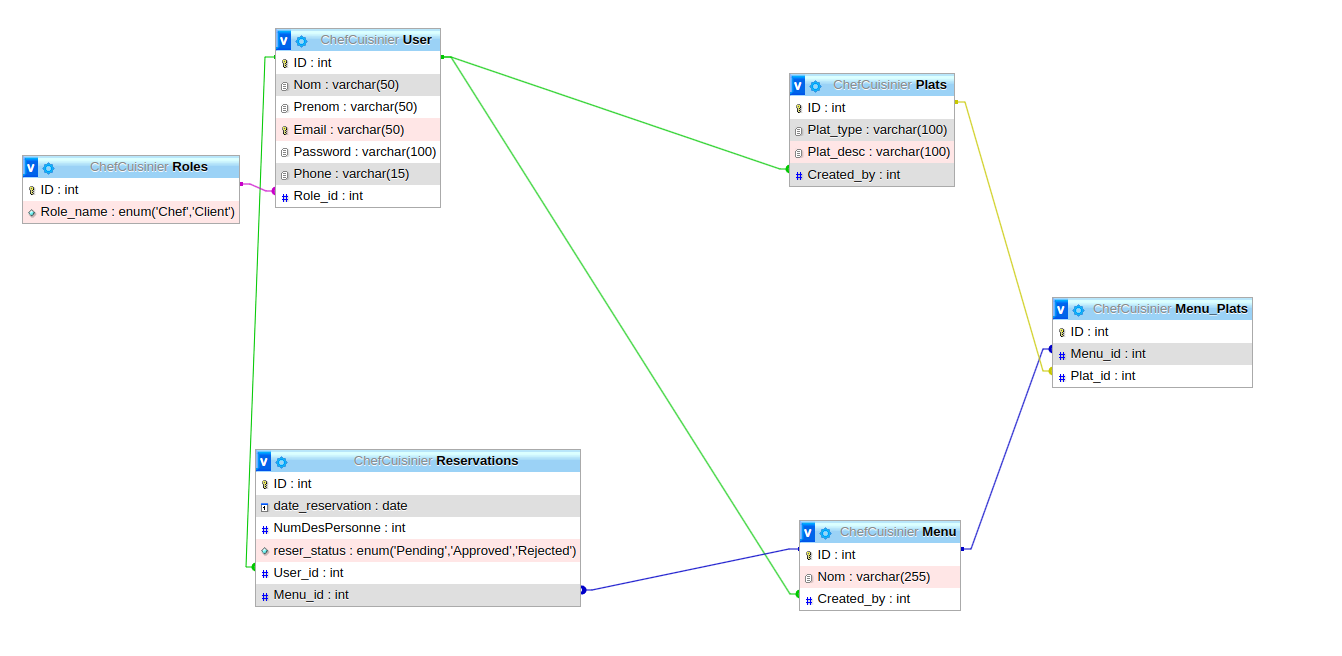 V ChefCuisinier User
ID : int
Nom : varchar(50)
Prenom : varchar(50)
Email : varchar(50)
Password : varchar(100)
Phone : varchar(15)
# Role_id : int
V ChefCuisinier Plats
ID : int
Plat_type : varchar(100)
Plat_desc : varchar(100)
# Created_by : int
V ChefCuisinier Roles
ID : int
Role_name : enum('Chef','Client')
V ChefCuisinier Menu_Plats
ID : int
# Menu_id : int
# Plat_id : int
V ChefCuisinier Reservations
ID : int
date_reservation : date
# NumDesPersonne : int
reser_status : enum('Pending','Approved','Rejected')
# User_id : int
# Menu_id : int
V ChefCuisinier Menu
ID : int
Nom : varchar(255)
# Created_by : int